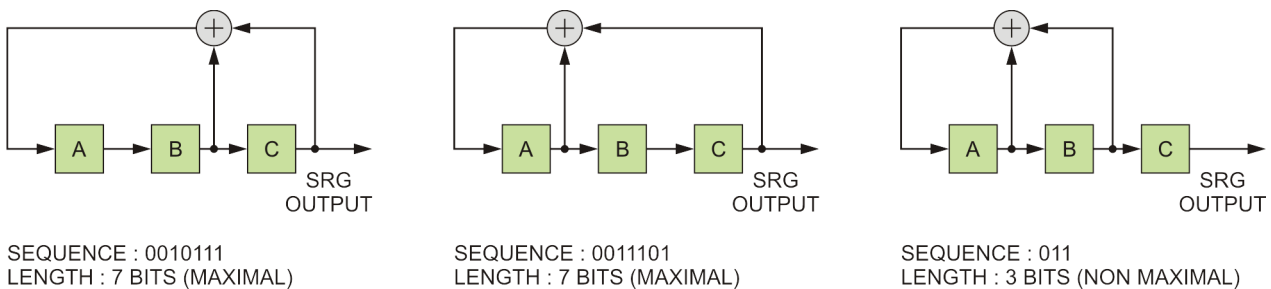 A B C
SRG
OUTPUT
SEQUENCE : 0010111
LENGTH : 7 BITS (MAXIMAL)
A B C
SRG
OUTPUT
SEQUENCE : 0011101
LENGTH : 7 BITS (MAXIMAL)
A B C
SRG
OUTPUT
SEQUENCE : 011
LENGTH : 3 BITS (NON MAXIMAL)